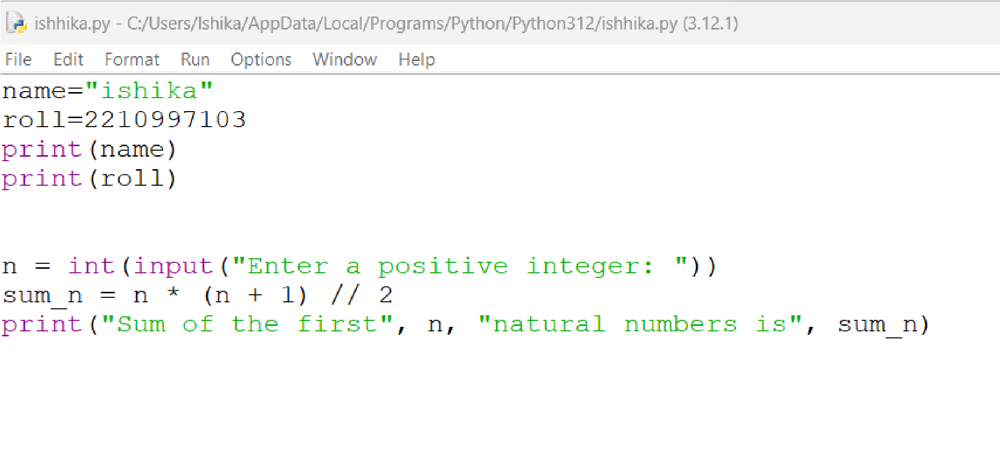 ishhika.py - C:/Users/Ishika/AppData/Local/Programs/Python/Python312/ishhika.py (3.12.1)
File Edit Format Run Options Window Help
name="ishika"
roll=2210997103
print(name)
print(roll)
n = int(input("Enter a positive integer: "))
sum_n = n * (n + 1) // 2
print("Sum of the first", n, "natural numbers is", sum_n)